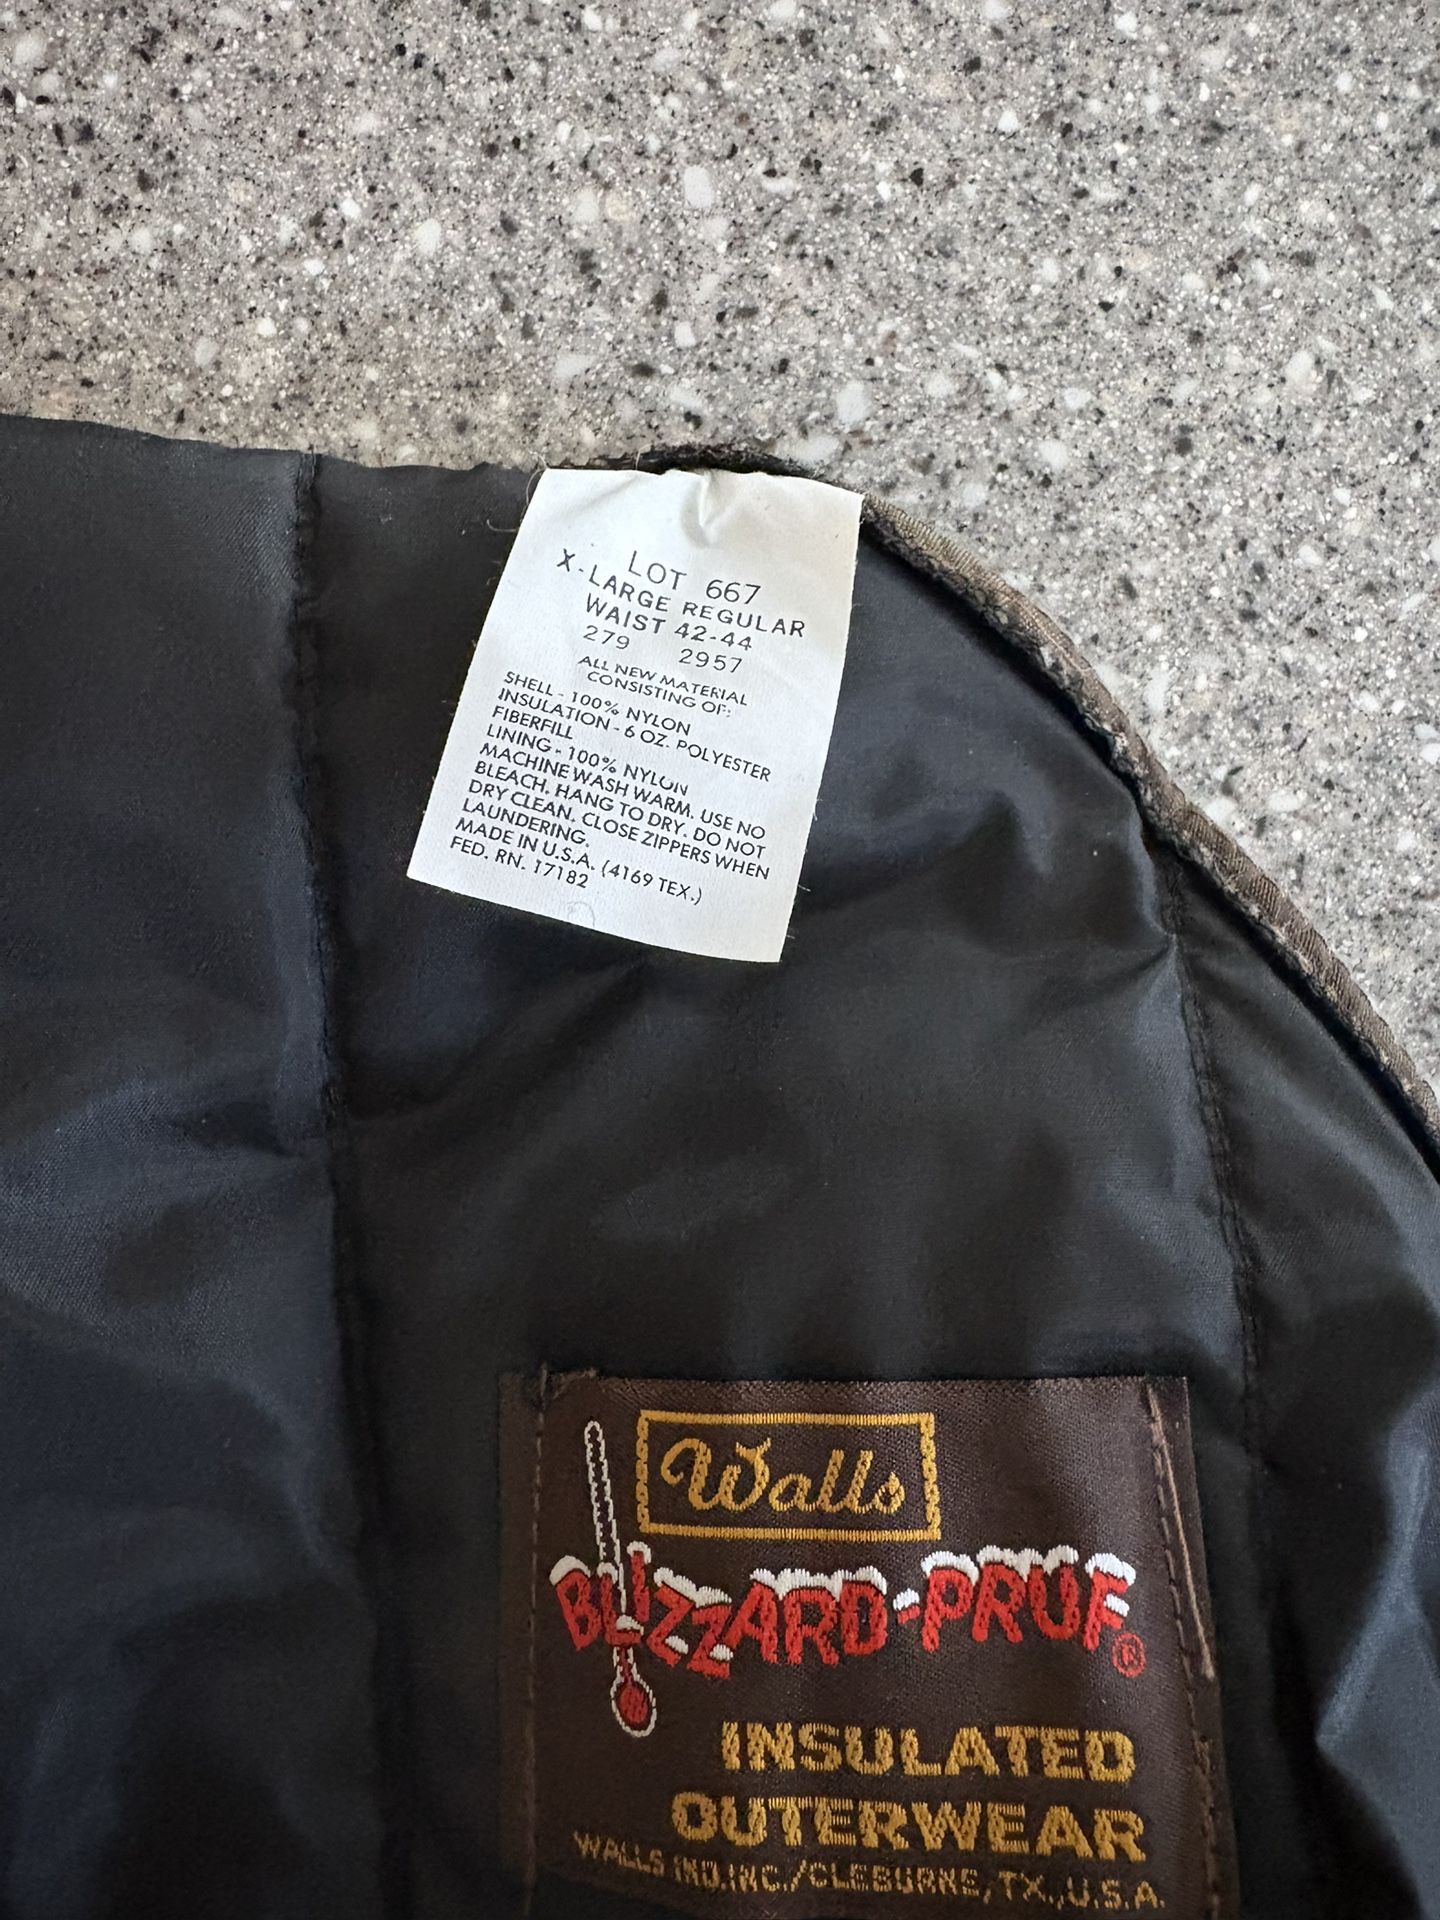 LOT 667
X-LARGE REGULAR
WAIST 42-44
279 2957
ALL NEW MATERIAL
CONSISTING OF:
SHELL - 100% NYLON
INSULATION - 6 OZ. POLYESTER
FIBERFILL
LINING - 100% NYLON
MACHINE WASH WARM. USE NO
BLEACH. HANG TO DRY. DO NOT
DRY CLEAN. CLOSE ZIPPERS WHEN
LAUNDERING.
MADE IN U.S.A. (4169 TEX.)
FED. RN. 17182
Walls
BLIZZARD-PRUF®
INSULATED
OUTERWEAR
WALLS IND.INC./CLEBURNE,TX.,U.S.A.